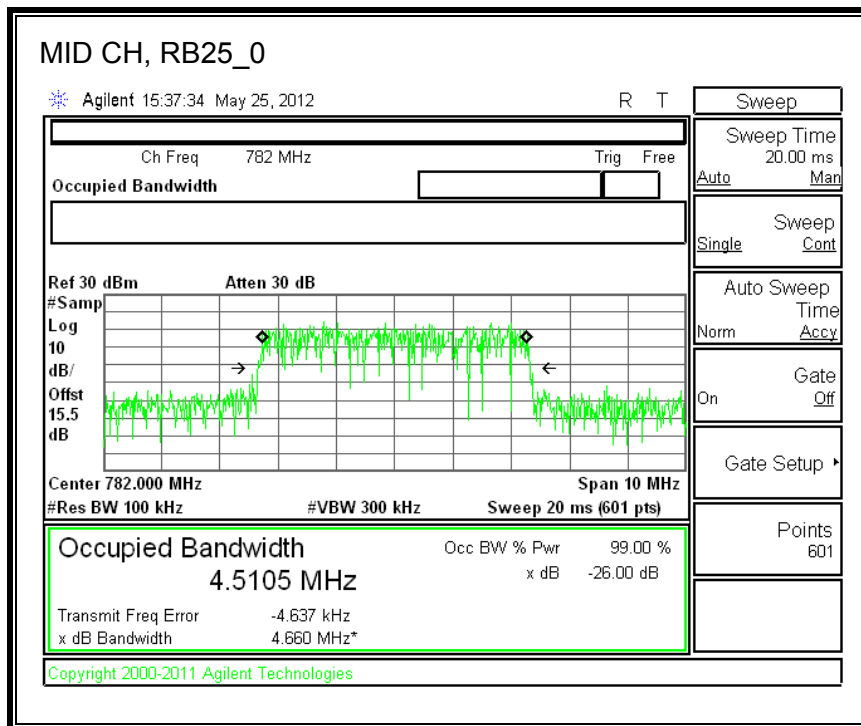 MID CH, RB25_0
Agilent 15:37:34 May 25, 2012 R T
Ch Freq 782 MHz Trig Free
Occupied Bandwidth
Ref 30 dBm Atten 30 dB
#Samp
Log
10
dB/
Offst
15.5
dB
Center 782.000 MHz Span 10 MHz
#Res BW 100 kHz #VBW 300 kHz Sweep 20 ms (601 pts)
Occupied Bandwidth
4.5105 MHz
Occ BW % Pwr 99.00 %
x dB -26.00 dB
Transmit Freq Error -4.637 kHz
x dB Bandwidth 4.660 MHz*
Copyright 2000-2011 Agilent Technologies
Sweep
Sweep Time
20.00 ms
Auto Man
Sweep
Single Cont
Auto Sweep
Time
Norm Accy
Gate
On Off
Gate Setup
Points
601